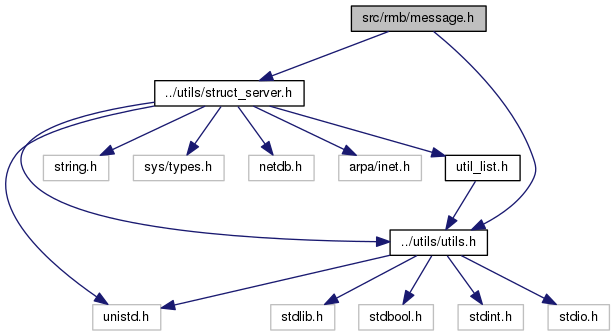 src/rmb/message.h
../utils/struct_server.h
string.h
sys/types.h
netdb.h
arpa/inet.h
util_list.h
../utils/utils.h
unistd.h
stdlib.h
stdbool.h
stdint.h
stdio.h